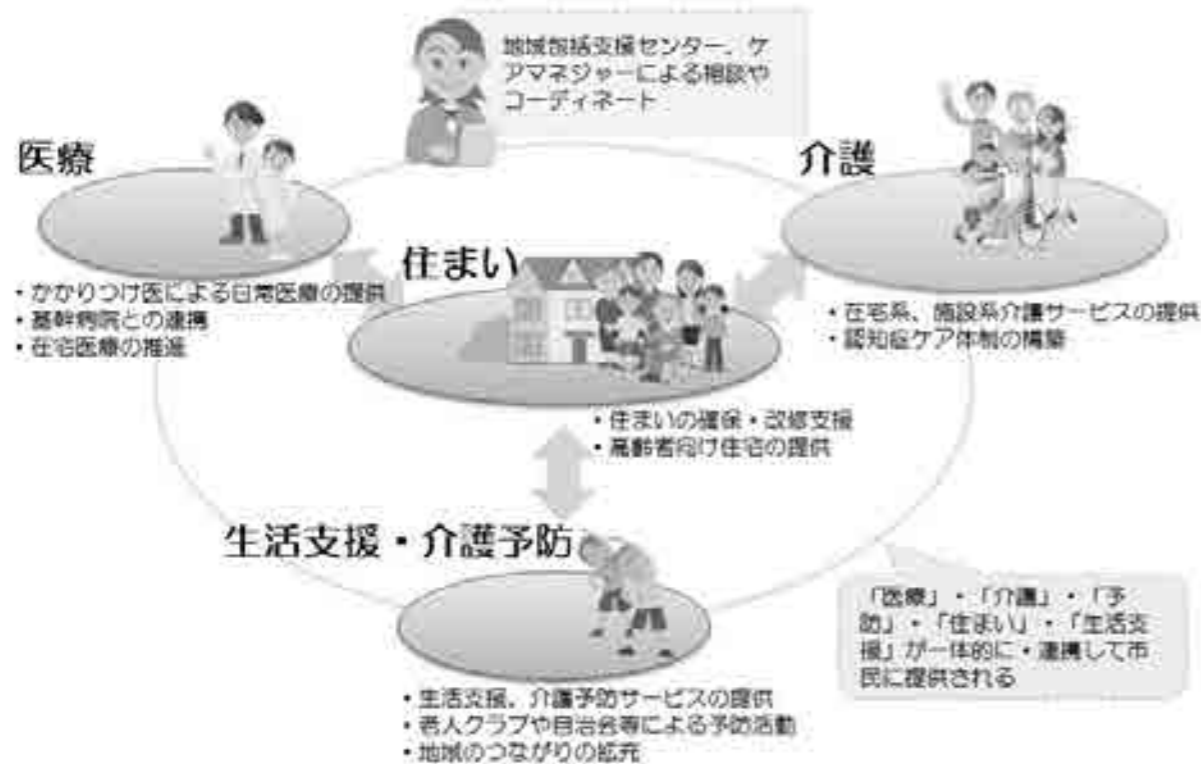 地域包括支援センター、ケ
アマネジャーによる相談や
コーディネート
医療
介護
住まい
・かかりつけ医による日常医療の提供
・基幹病院との連携
・在宅医療の推進
・在宅系、施設系介護サービスの提供
・認知症ケア体制の構築
・住まいの確保・改修支援
・高齢者向け住宅の提供
生活支援・介護予防
「医療」・「介護」・「予
防」・「住まい」・「生活支
援」が一体的に・連携して市
民に提供される
・生活支援、介護予防サービスの提供
・老人クラブや自治会等による予防活動
・地域のつながりの拡充